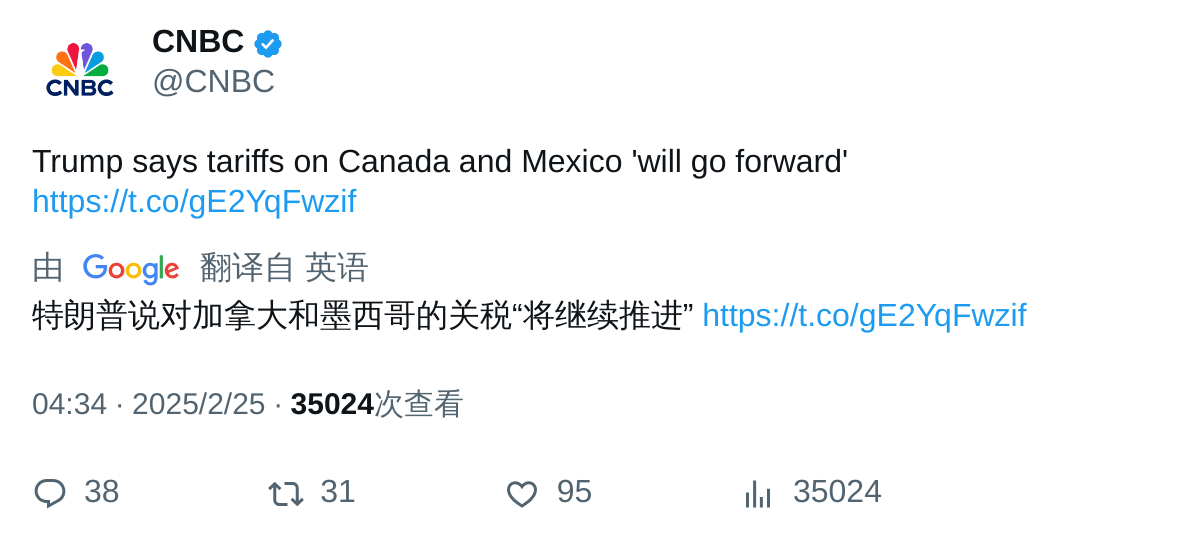 CNBC
CNBC
@CNBC
Trump says tariffs on Canada and Mexico 'will go forward'
https://t.co/gE2YqFwzif
由 Google 翻译自 英语
特朗普说对加拿大和墨西哥的关税“将继续推进” https://t.co/gE2YqFwzif
04:34 · 2025/2/25 · 35024次查看
38 31 95 35024